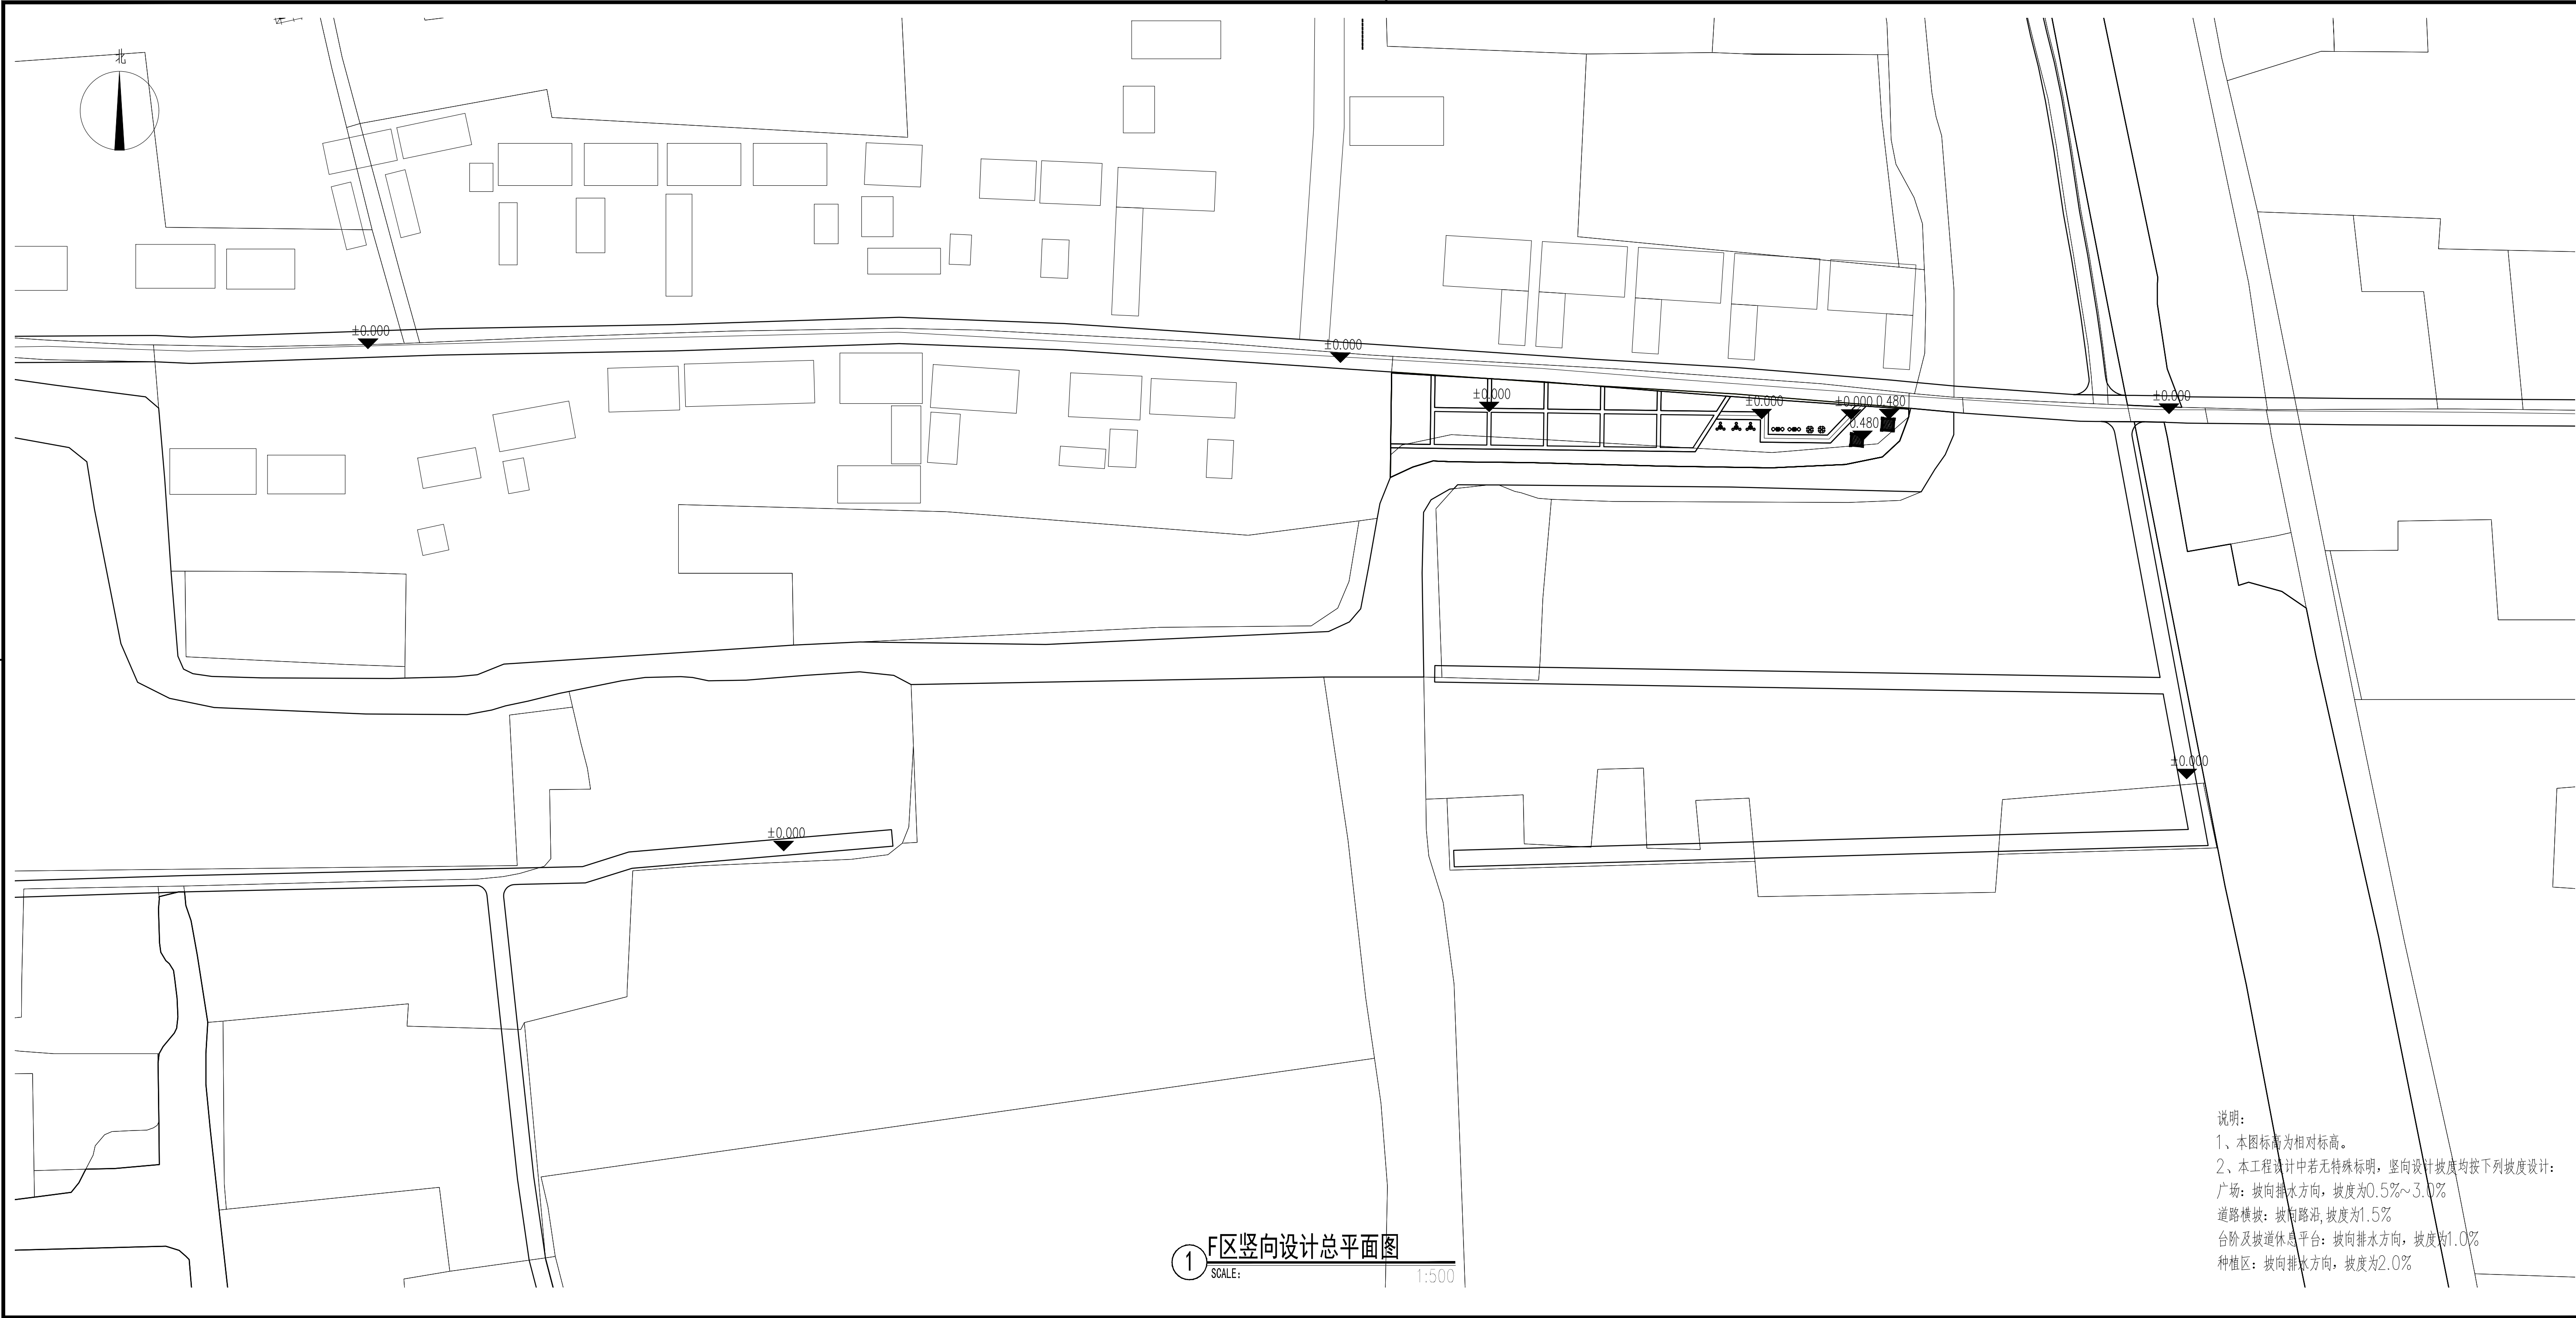 北
±0.000
±0.000
±0.000
±0.000
±0.000 0.480
±0.000
0.480
±0.000
±0.000
说明：
1、本图标高为相对标高。
2、本工程设计中若无特殊标明，竖向设计坡度均按下列坡度设计：
广场：坡向排水方向，坡度为0.5%~3.0%
道路横坡：坡向路沿,坡度为1.5%
台阶及坡道休息平台：坡向排水方向，坡度为1.0%
种植区：坡向排水方向，坡度为2.0%
1 F区竖向设计总平面图
SCALE: 1:500